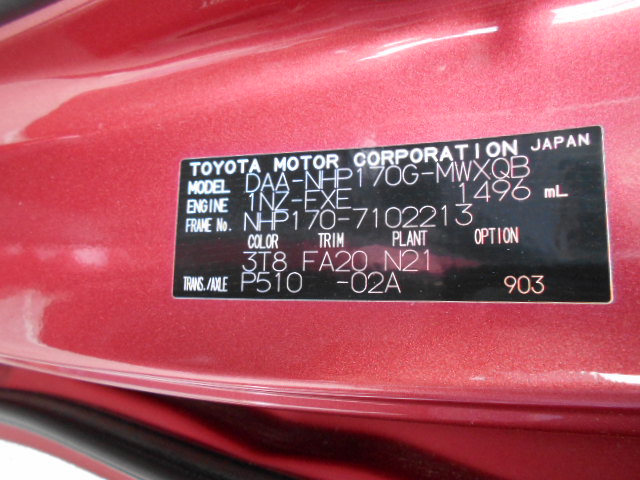 TOYOTA MOTOR CORPORATION JAPAN
MODEL DAA-NHP170G-MWXQB
ENGINE 1NZ-FXE 1496 mL
FRAME No. NHP170-7102213
COLOR TRIM PLANT OPTION
3T8 FA20 N21
TRANS./AXLE P510 -02A 903